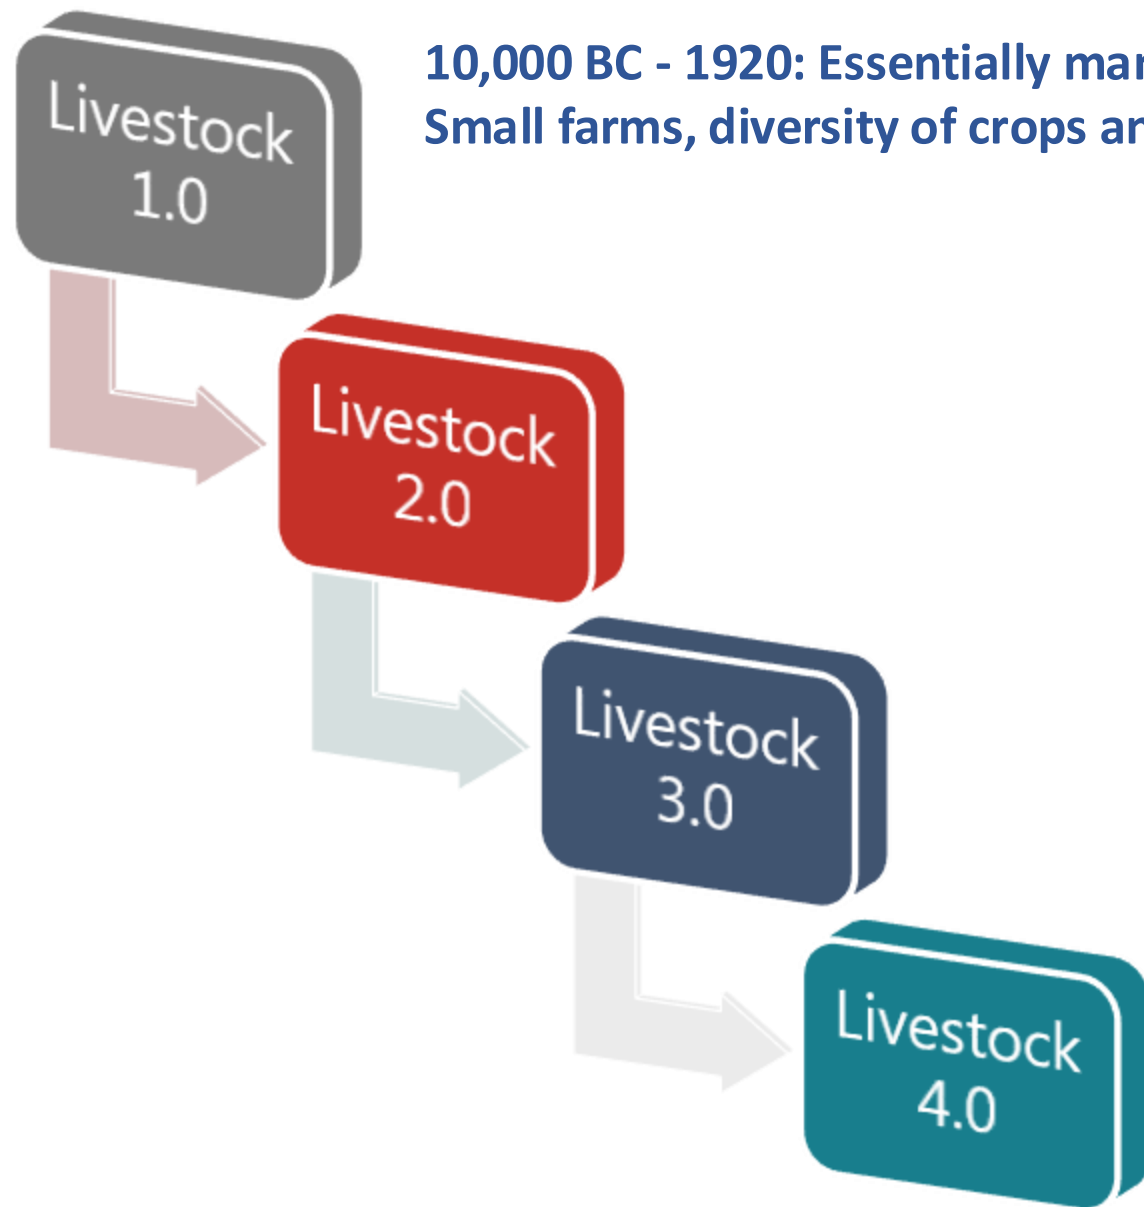 10,000 BC - 1920: Essentially
Small farms, diversity of crops
Livestock
1.0
Livestock
2.0
Livestock
3.0
Livestock
4.0